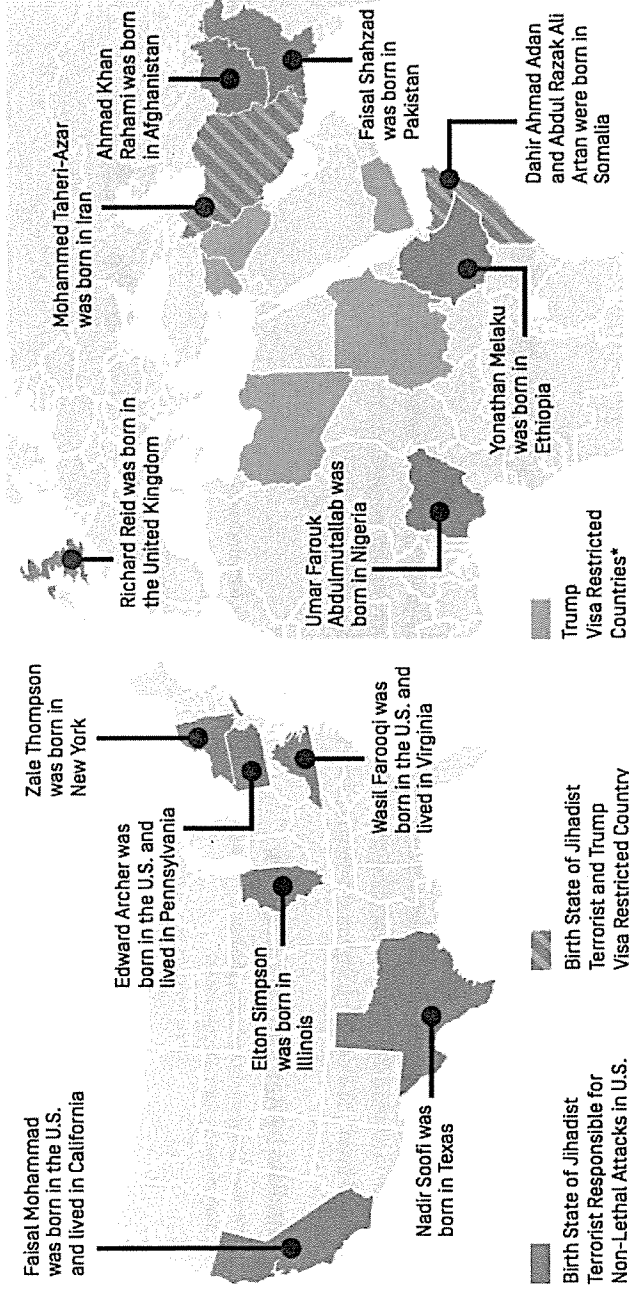 Faisal Mohammad
was born in the U.S.
and lived in California
Edward Archer was
born in the U.S. and
lived in Pennsylvania
Zale Thompson
was born in
New York
Elton Simpson
was born in
Illinois
Nadir Soofi was
born in Texas
Wasil Farooqi was
born in the U.S. and
lived in Virginia
Richard Reid was born in
the United Kingdom
Mohammed Taheri-Azar
was born in Iran
Ahmad Khan
Rahami was born
in Afghanistan
Faisal Shahzad
was born in
Pakistan
Umar Farouk
Abdulmutallab was
born in Nigeria
Yonathan Melaku
was born in
Ethiopia
Dahir Ahmad Adan
and Abdul Razak Ali
Artan were born in
Somalia
Birth State of Jihadist
Terrorist Responsible for
Non-Lethal Attacks in U.S.
Birth State of Jihadist
Terrorist and Trump
Visa Restricted Country
Trump
Visa Restricted
Countries*